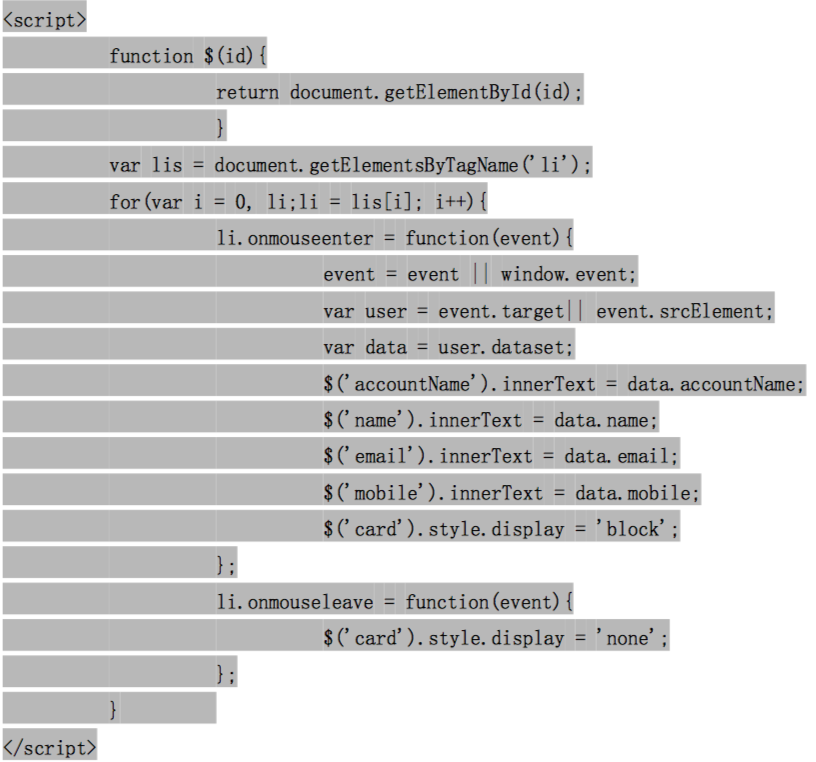 <script>
function $(id){
return document.getElementById(id);
}
var lis = document.getElementsByTagName('li');
for(var i = 0, li;li = lis[i]; i++){
li.onmouseenter = function(event){
event = event || window.event;
var user = event.target|| event.srcElement;
var data = user.dataset;
$('accountName').innerText = data.accountName;
$('name').innerText = data.name;
$('email').innerText = data.email;
$('mobile').innerText = data.mobile;
$('card').style.display = 'block';
};
li.onmouseleave = function(event){
$('card').style.display = 'none';
};
}
</script>